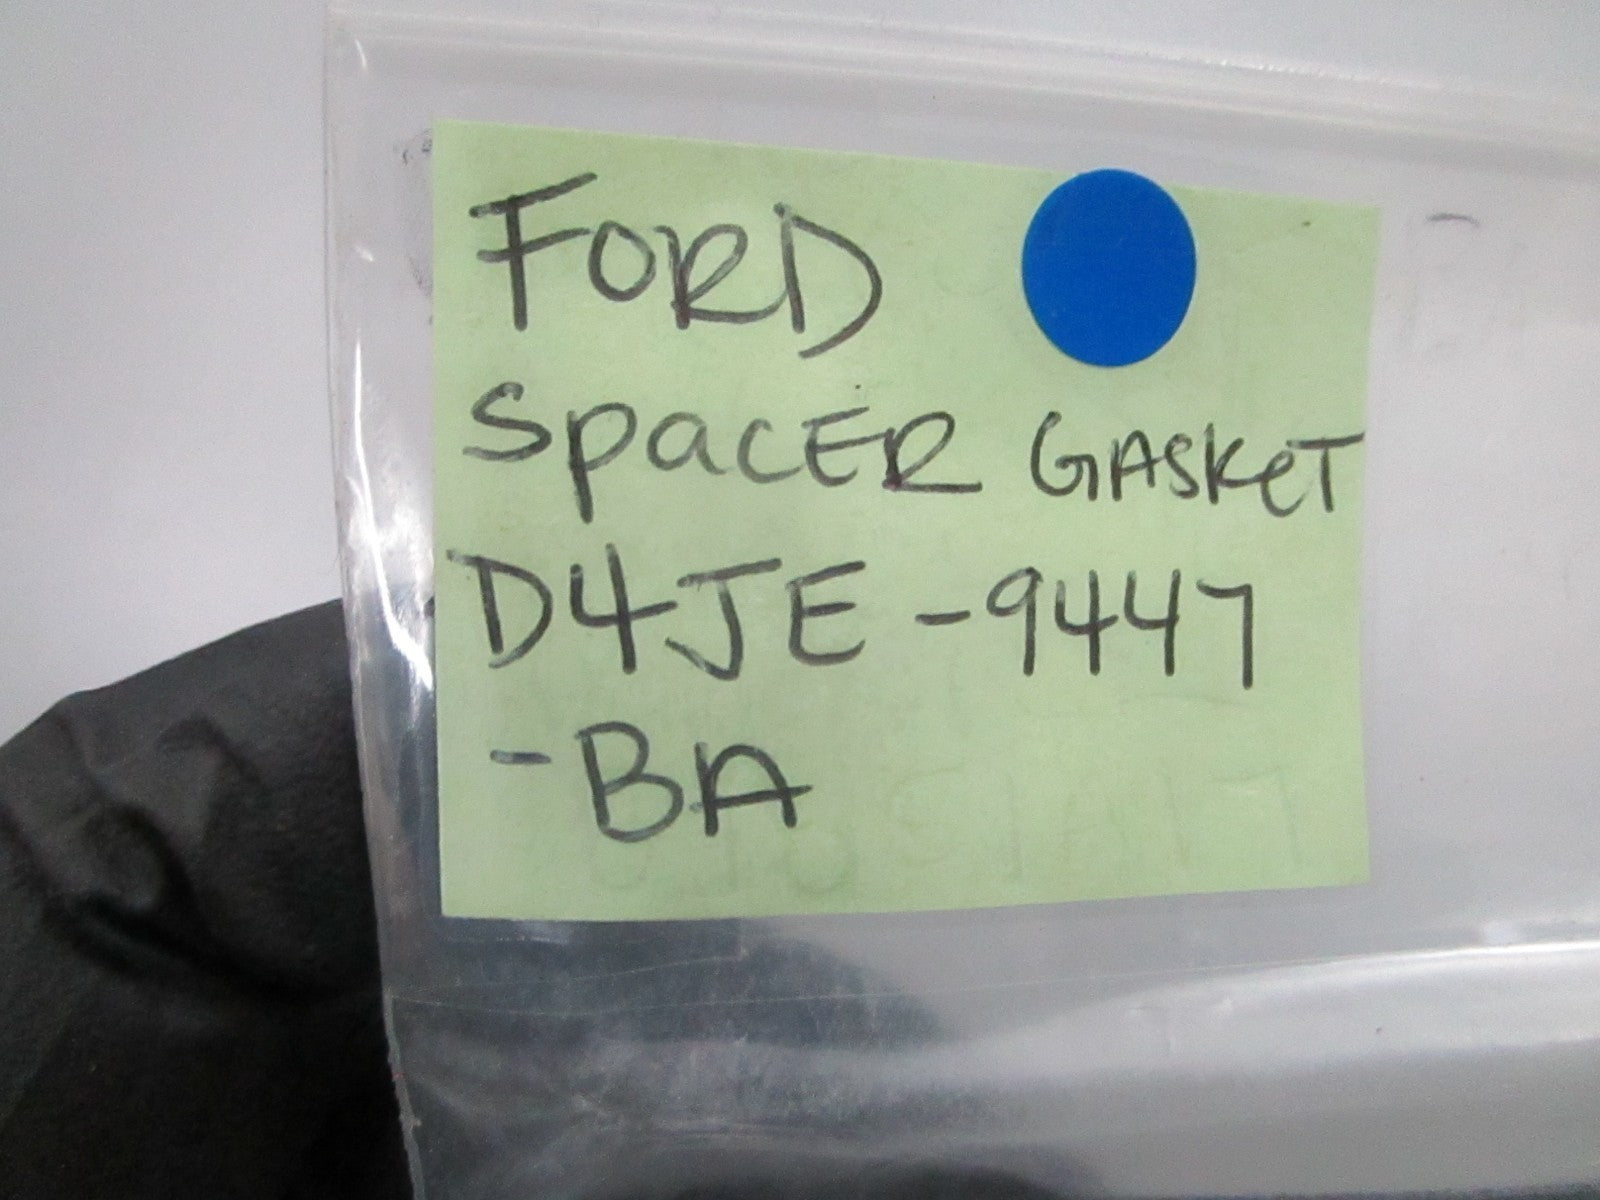 FORD
SpaCER GASKeT
D4JE-9447
-BA